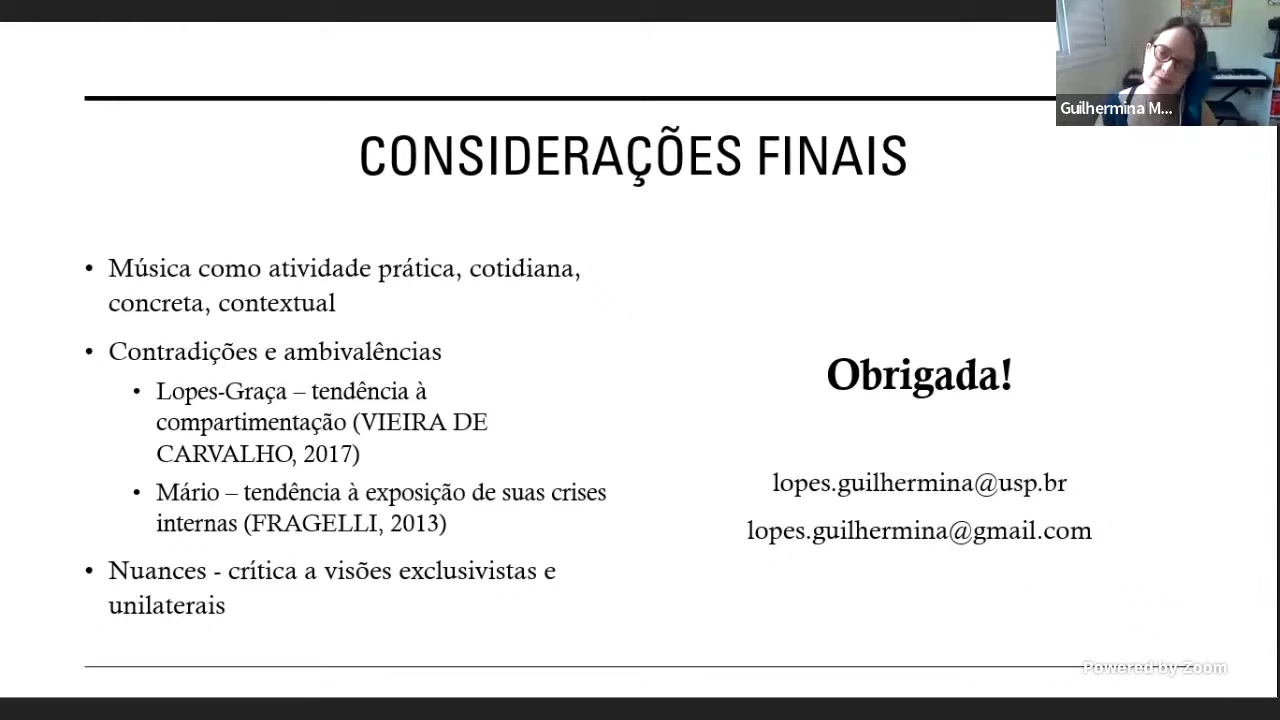 Guilhermina M...
CONSIDERAÇÕES FINAIS
• Música como atividade prática, cotidiana,
concreta, contextual
• Contradições e ambivalências
• Lopes-Graça – tendência à
compartimentação (VIEIRA DE
CARVALHO, 2017)
• Mário – tendência à exposição de suas crises
internas (FRAGELLI, 2013)
• Nuances - crítica a visões exclusivistas e
unilaterais
Obrigada!
lopes.guilhermina@usp.br
lopes.guilhermina@gmail.com
Powered by Zoom